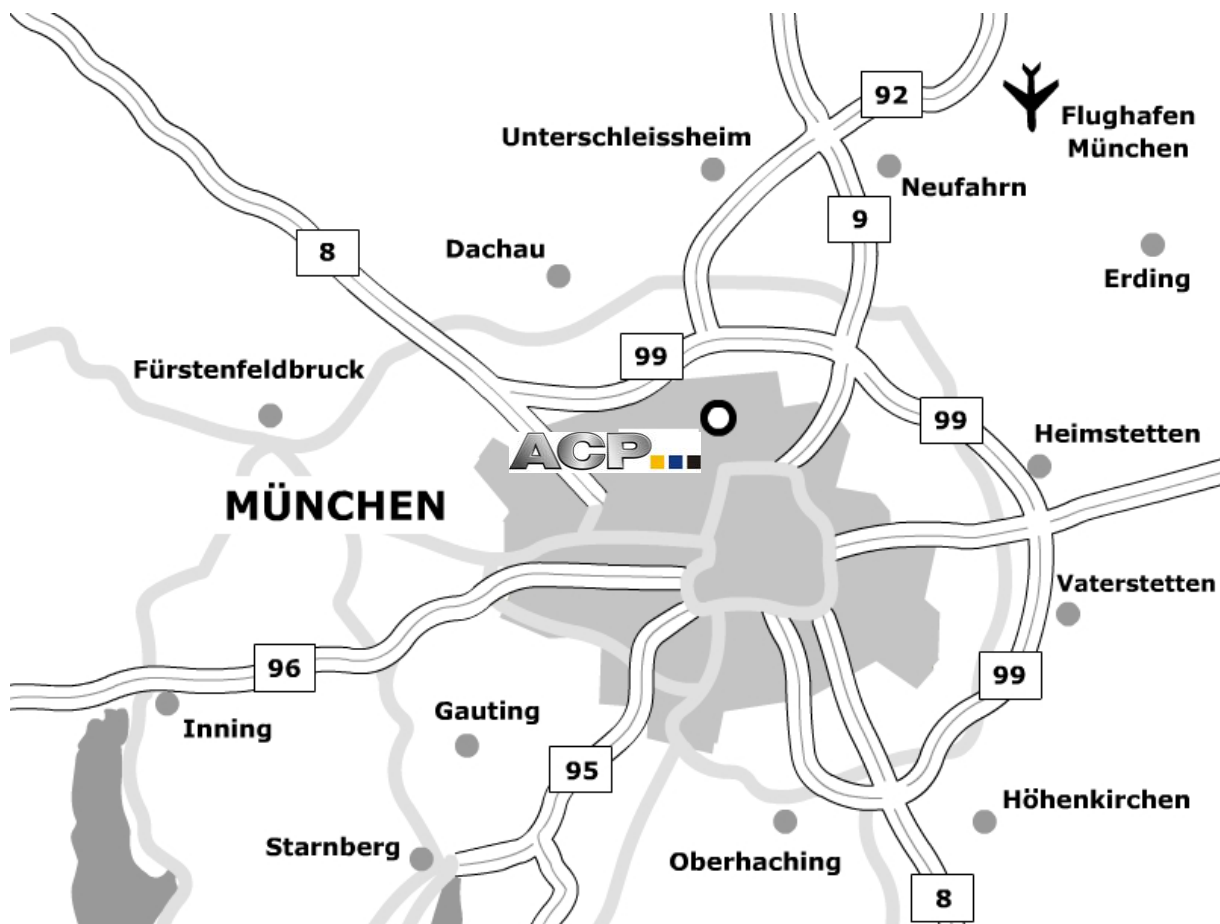 92
Flughafen
München
Unterschleissheim
Neufahrn
9
8
Dachau
Erding
99
Fürstenfeldbruck
99
Heimstetten
ACP
MÜNCHEN
Vaterstetten
96
99
Gauting
Inning
95
Höhenkirchen
Starnberg
Oberhaching
8